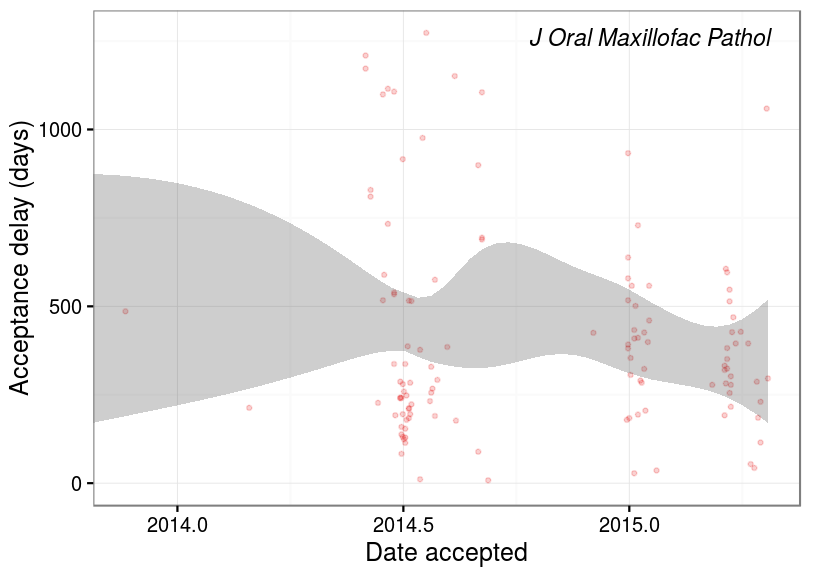 J Oral Maxillofac Pathol
Acceptance delay (days)
1000
500
0
2014.0 2014.5 2015.0
Date accepted